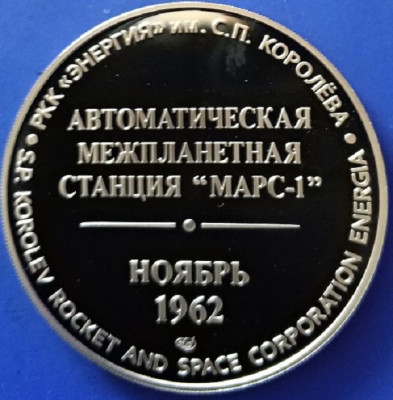 • РКК «ЭНЕРГИЯ» им. С.П. КОРОЛЁВА •
АВТОМАТИЧЕСКАЯ
МЕЖПЛАНЕТНАЯ
СТАНЦИЯ “МАРС-1”
НОЯБРЬ
1962
S.P. KOROLEV ROCKET AND SPACE CORPORATION ENERGIA